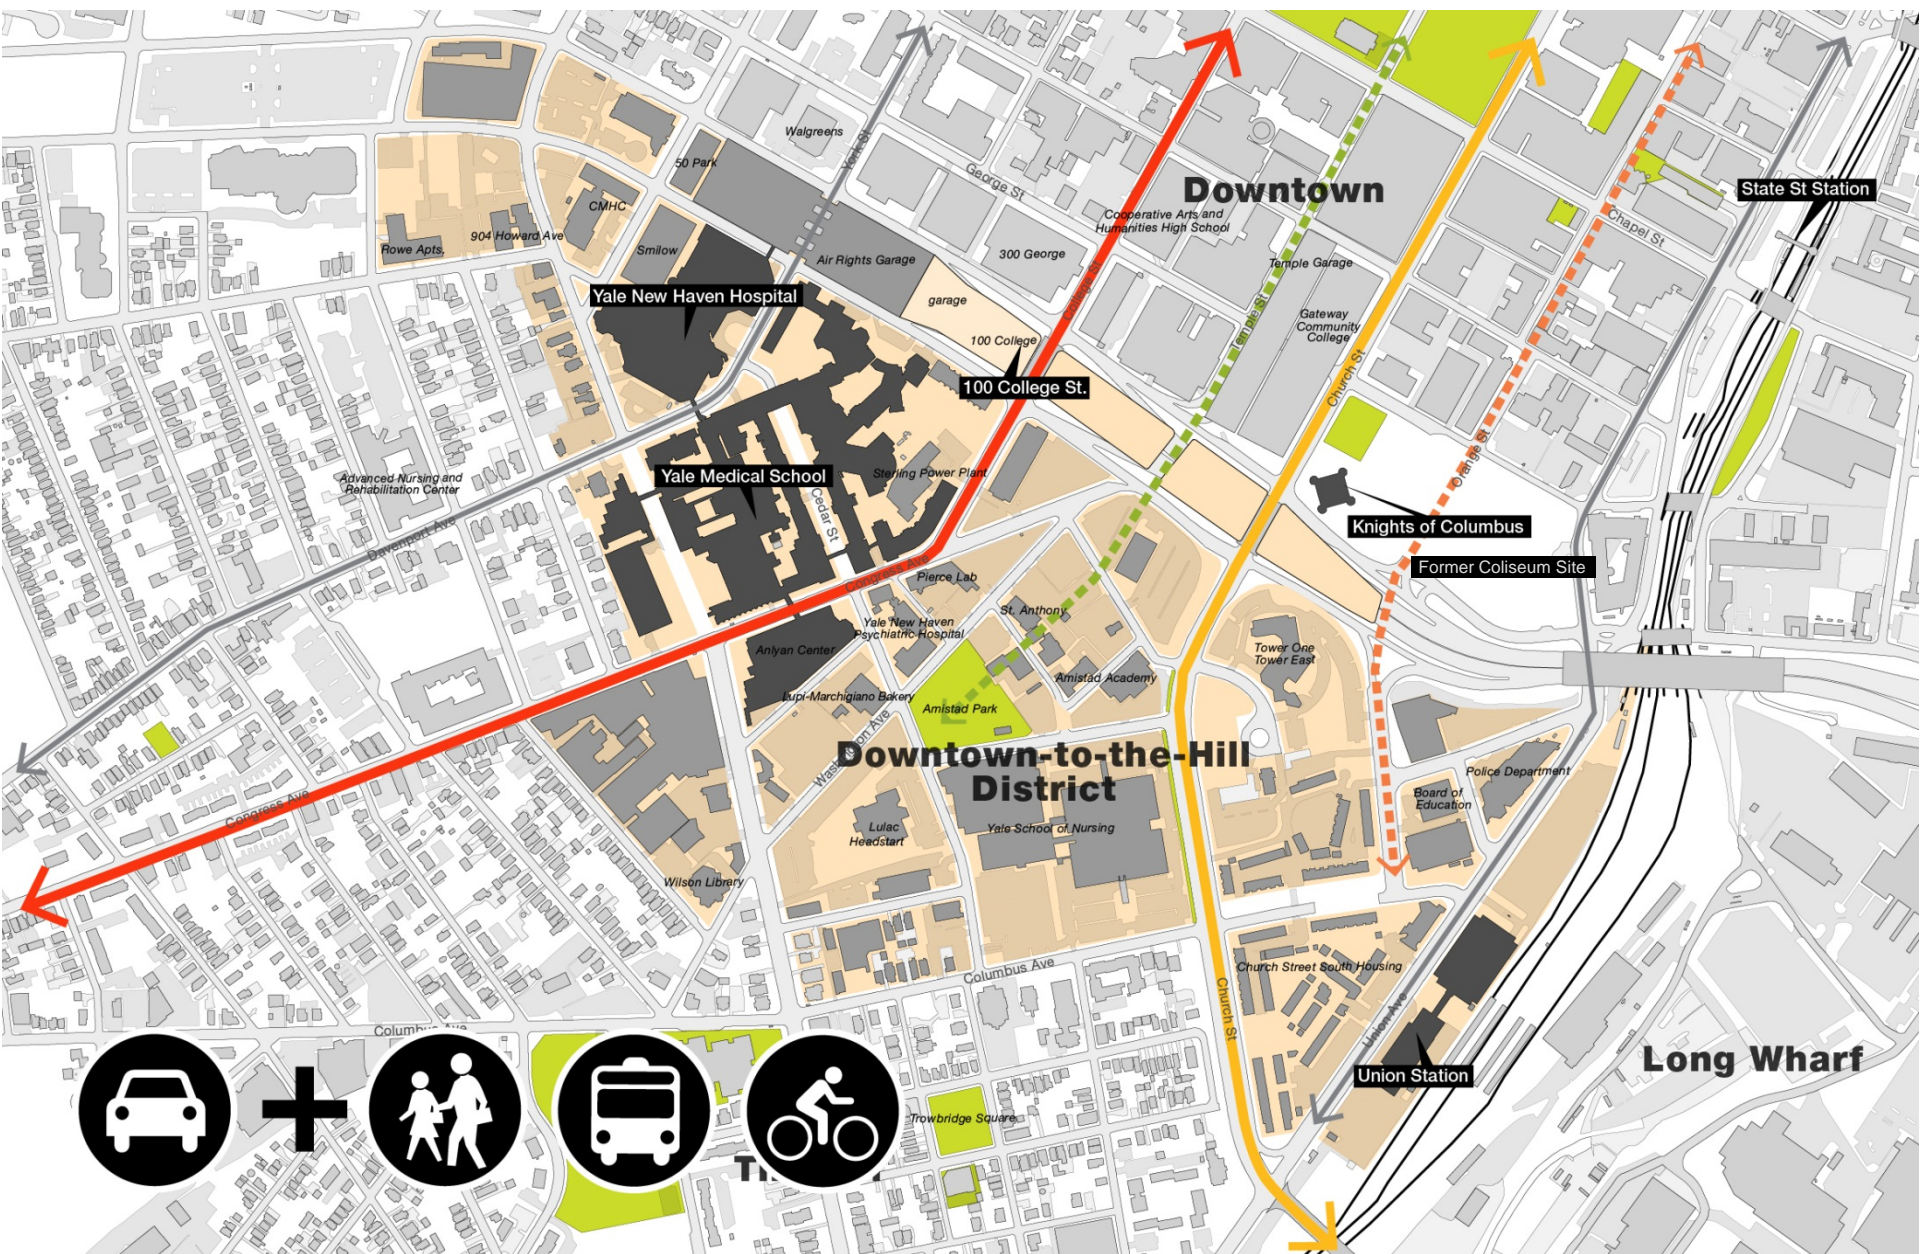 Walgreens
York St
50 Park
George St
Downtown
State St Station
CMHC
Cooperative Arts and
Humanities High School
Chapel St
904 Howard Ave
Rowe Apts.
Smilow
Air Rights Garage
300 George
Temple Garage
College St
Yale New Haven Hospital
garage
Temple St
Gateway
Community
College
100 College
Church St
100 College St.
Orange St
Yale Medical School
Sterling Power Plant
Advanced Nursing and
Rehabilitation Center
Cedar St
Knights of Columbus
Davenport Ave
Former Coliseum Site
Congress Ave
Pierce Lab
St. Anthony
Yale New Haven
Psychiatric Hospital
Anlyan Center
Tower One
Tower East
Amistad Academy
Lupi-Marchigiano Bakery
Amistad Park
Downtown-to-the-Hill
District
Police Department
Board of
Education
Congress Ave
Lulac
Headstart
Yale School of Nursing
Wilson Library
Columbus Ave
Church Street South Housing
Church St
Union Ave
Columbus Ave
Long Wharf
Union Station
Trowbridge Square